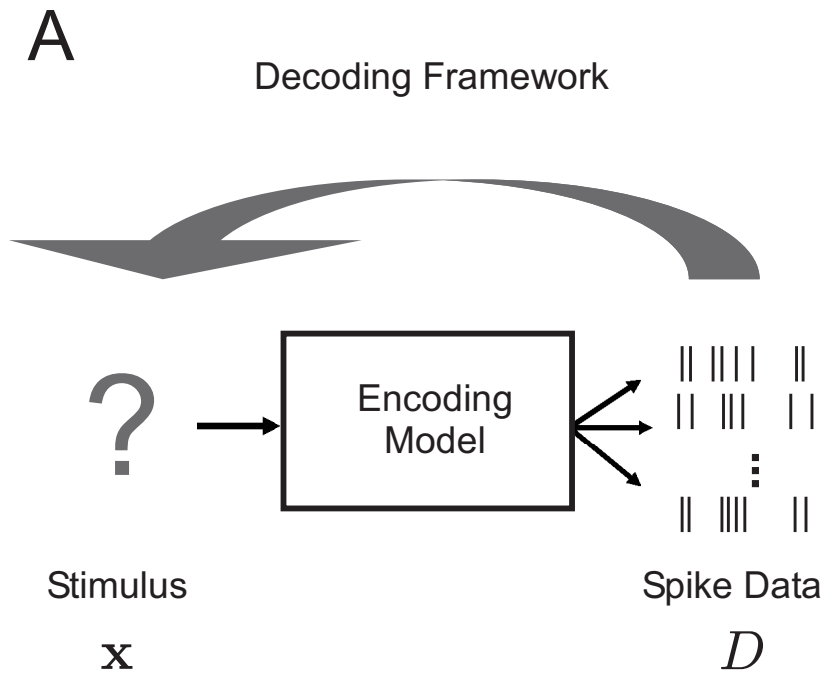 A
Decoding Framework
?
Encoding
Model
Stimulus
Spike Data
x
D